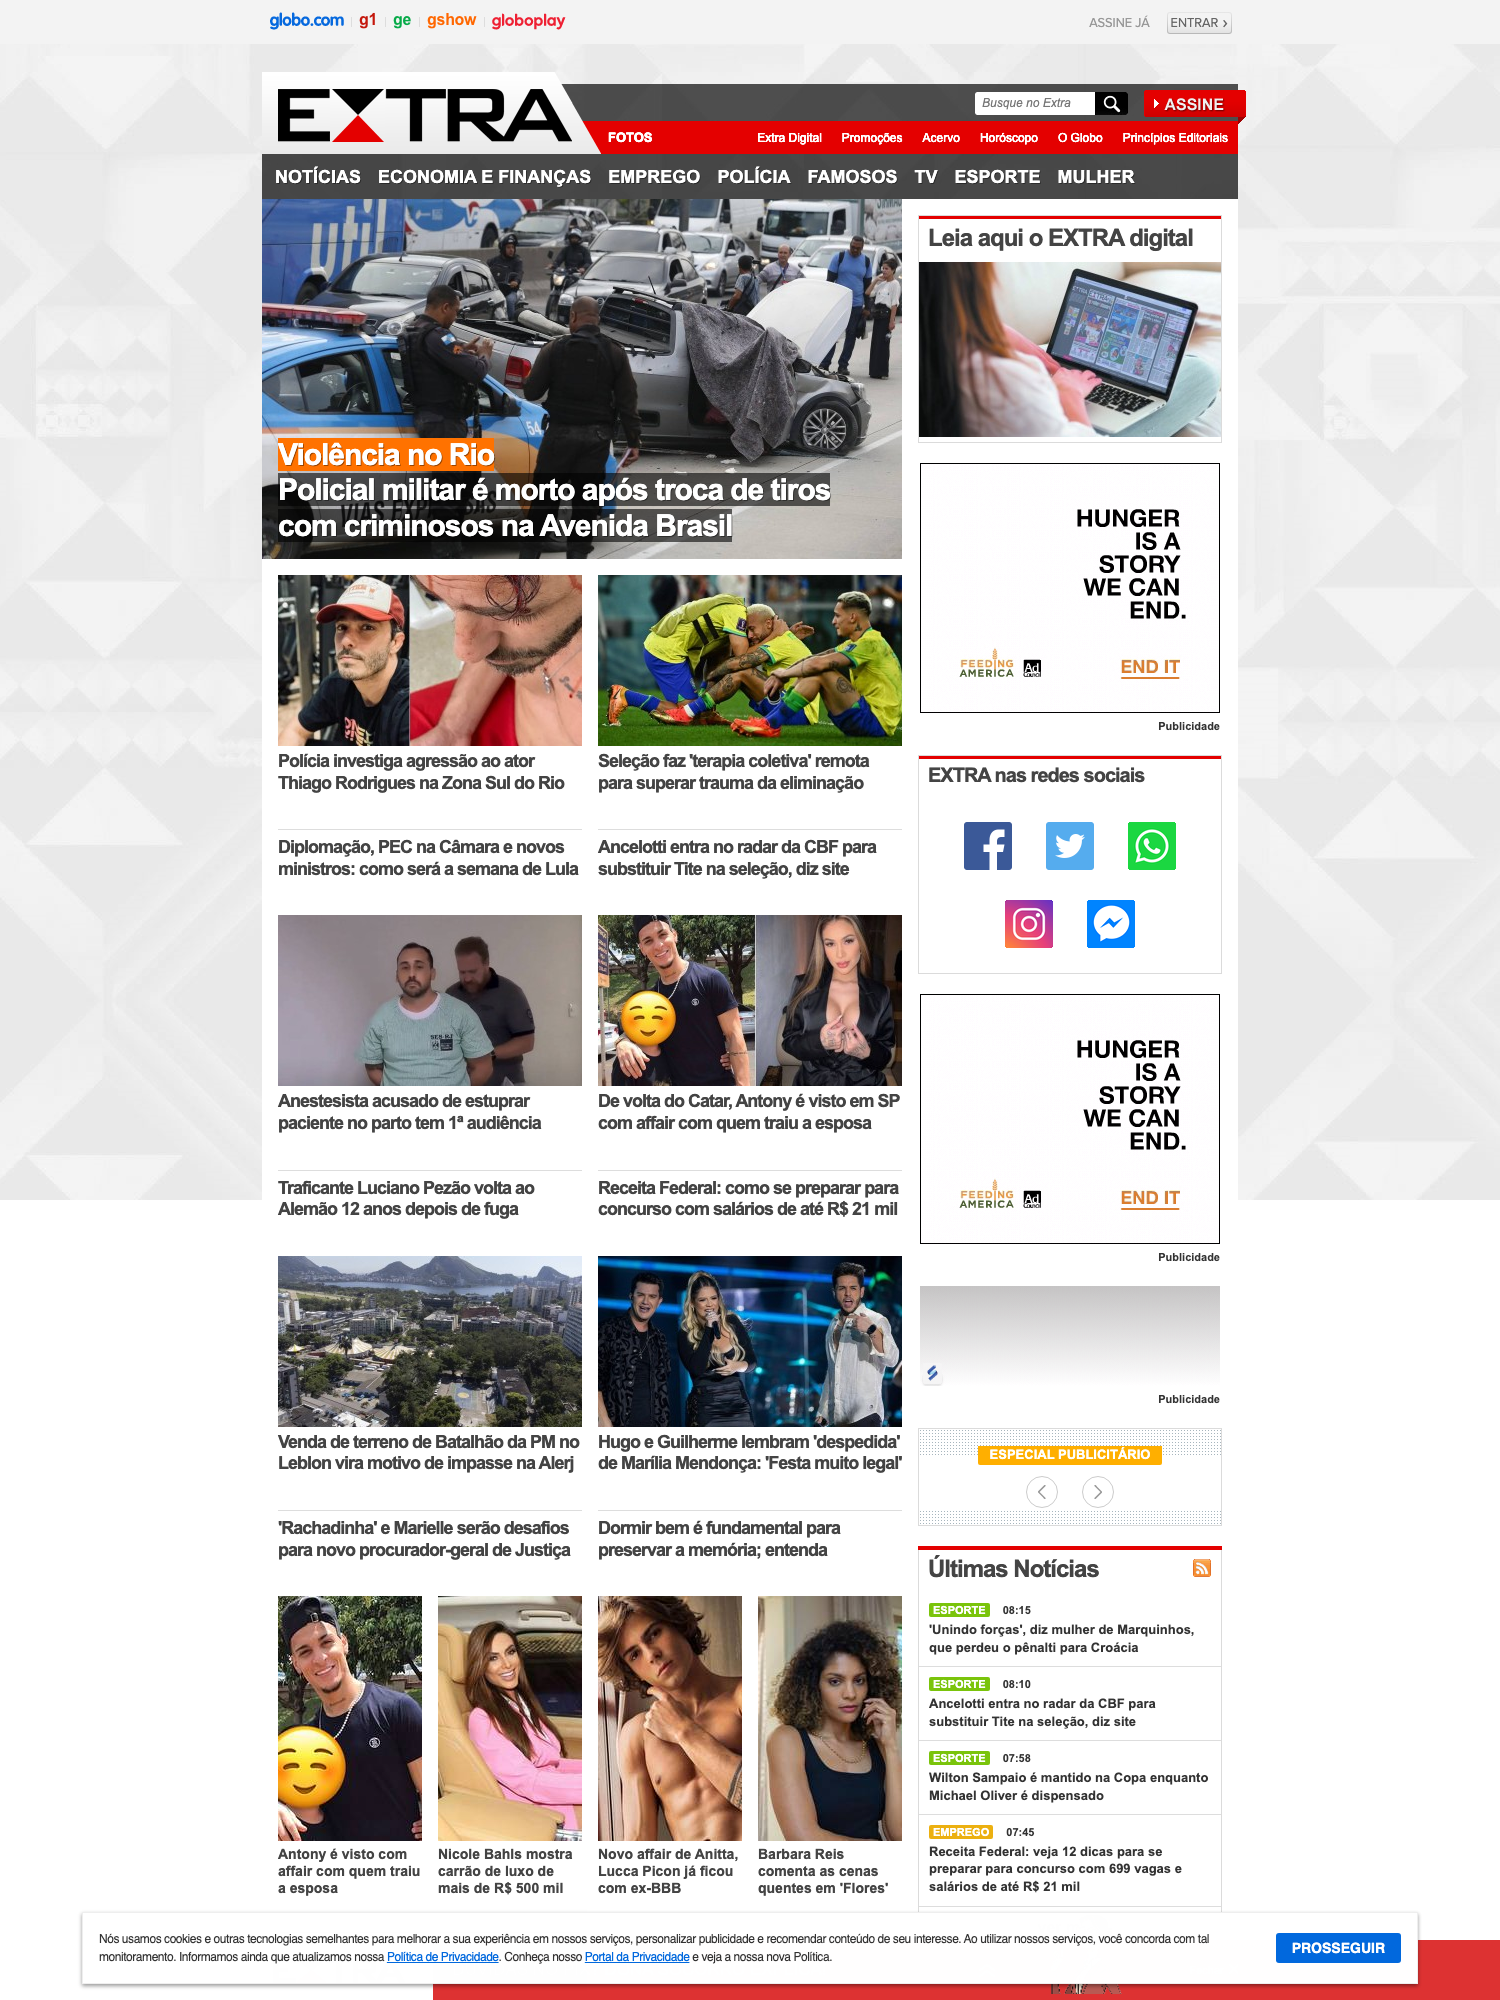 globo.com g1 ge gshow globoplay
ASSINE JÁ ENTRAR
EXTRA
Busque no Extra
ASSINE
FOTOS Extra Digital Promoções Acervo Horóscopo O Globo Princípios Editoriais
NOTÍCIAS ECONOMIA E FINANÇAS EMPREGO POLÍCIA FAMOSOS TV ESPORTE MULHER
54
Violência no Rio
Policial militar é morto após troca de tiros
com criminosos na Avenida Brasil
Polícia investiga agressão ao ator
Thiago Rodrigues na Zona Sul do Rio
Seleção faz 'terapia coletiva' remota
para superar trauma da eliminação
Diplomação, PEC na Câmara e novos
ministros: como será a semana de Lula
Ancelotti entra no radar da CBF para
substituir Tite na seleção, diz site
Anestesista acusado de estuprar
paciente no parto tem 1ª audiência
De volta do Catar, Antony é visto em SP
com affair com quem traiu a esposa
Traficante Luciano Pezão volta ao
Alemão 12 anos depois de fuga
Receita Federal: como se preparar para
concurso com salários de até R$ 21 mil
Venda de terreno de Batalhão da PM no
Leblon vira motivo de impasse na Alerj
Hugo e Guilherme lembram 'despedida'
de Marília Mendonça: 'Festa muito legal'
'Rachadinha' e Marielle serão desafios
para novo procurador-geral de Justiça
Dormir bem é fundamental para
preservar a memória; entenda
Antony é visto com
affair com quem traiu
a esposa
Nicole Bahls mostra
carrão de luxo de
mais de R$ 500 mil
Novo affair de Anitta,
Lucca Picon já ficou
com ex-BBB
Barbara Reis
comenta as cenas
quentes em 'Flores'
Leia aqui o EXTRA digital
HUNGER
IS A
STORY
WE CAN
END.
FEEDING
AMERICA
Ad
Council
END IT
Publicidade
EXTRA nas redes sociais
HUNGER
IS A
STORY
WE CAN
END.
FEEDING
AMERICA
Ad
Council
END IT
Publicidade
Publicidade
ESPECIAL PUBLICITÁRIO
Últimas Notícias
ESPORTE 08:15
'Unindo forças', diz mulher de Marquinhos,
que perdeu o pênalti para Croácia
ESPORTE 08:10
Ancelotti entra no radar da CBF para
substituir Tite na seleção, diz site
ESPORTE 07:58
Wilton Sampaio é mantido na Copa enquanto
Michael Oliver é dispensado
EMPREGO 07:45
Receita Federal: veja 12 dicas para se
preparar para concurso com 699 vagas e
salários de até R$ 21 mil
Nós usamos cookies e outras tecnologias semelhantes para melhorar a sua experiência em nossos serviços, personalizar publicidade e recomendar conteúdo de seu interesse. Ao utilizar nossos serviços, você concorda com tal
monitoramento. Informamos ainda que atualizamos nossa Política de Privacidade. Conheça nosso Portal da Privacidade e veja a nossa nova Política.
PROSSEGUIR